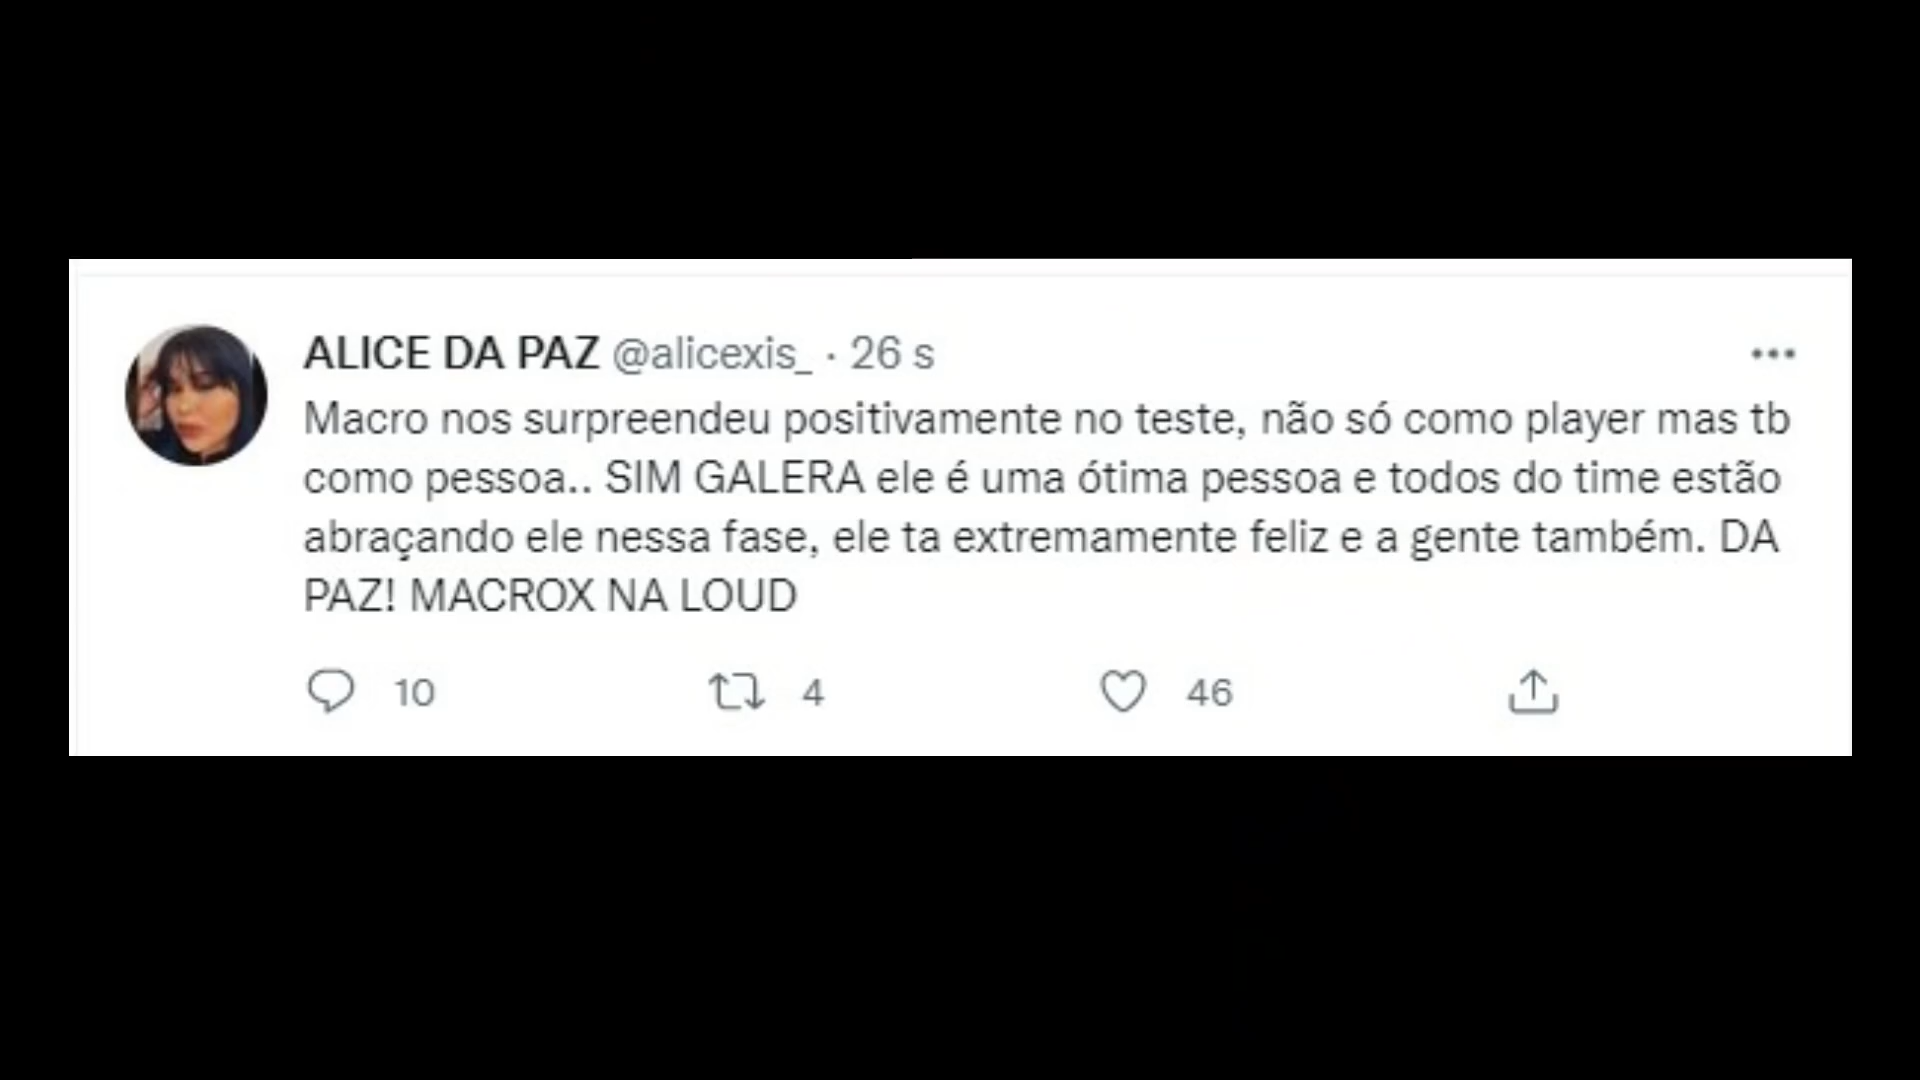 ALICE DA PAZ @alicexis_ · 26 s
Macro nos surpreendeu positivamente no teste, não só como player mas tb
como pessoa.. SIM GALERA ele é uma ótima pessoa e todos do time estão
abraçando ele nessa fase, ele ta extremamente feliz e a gente também. DA
PAZ! MACROX NA LOUD
10 4 46